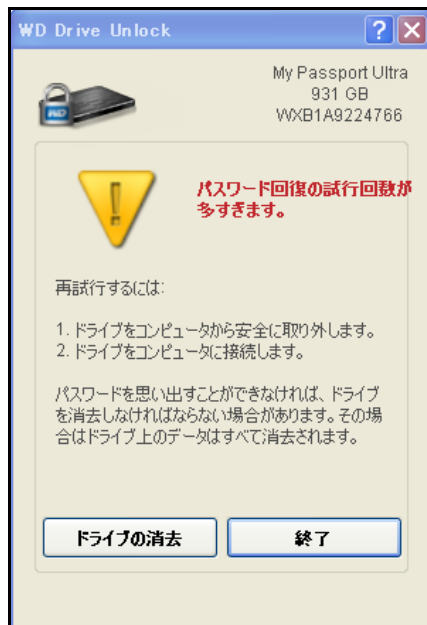 WD Drive Unlock
My Passport Ultra
931 GB
WXB1A9224766
WD
パスワード回復の試行回数が
多すぎます。
再試行するには:
1. ドライブをコンピュータから安全に取り外します。
2. ドライブをコンピュータに接続します。
パスワードを思い出すことができなければ、ドライブ
を消去しなければならない場合があります。その場
合はドライブ上のデータはすべて消去されます。
ドライブの消去
終了